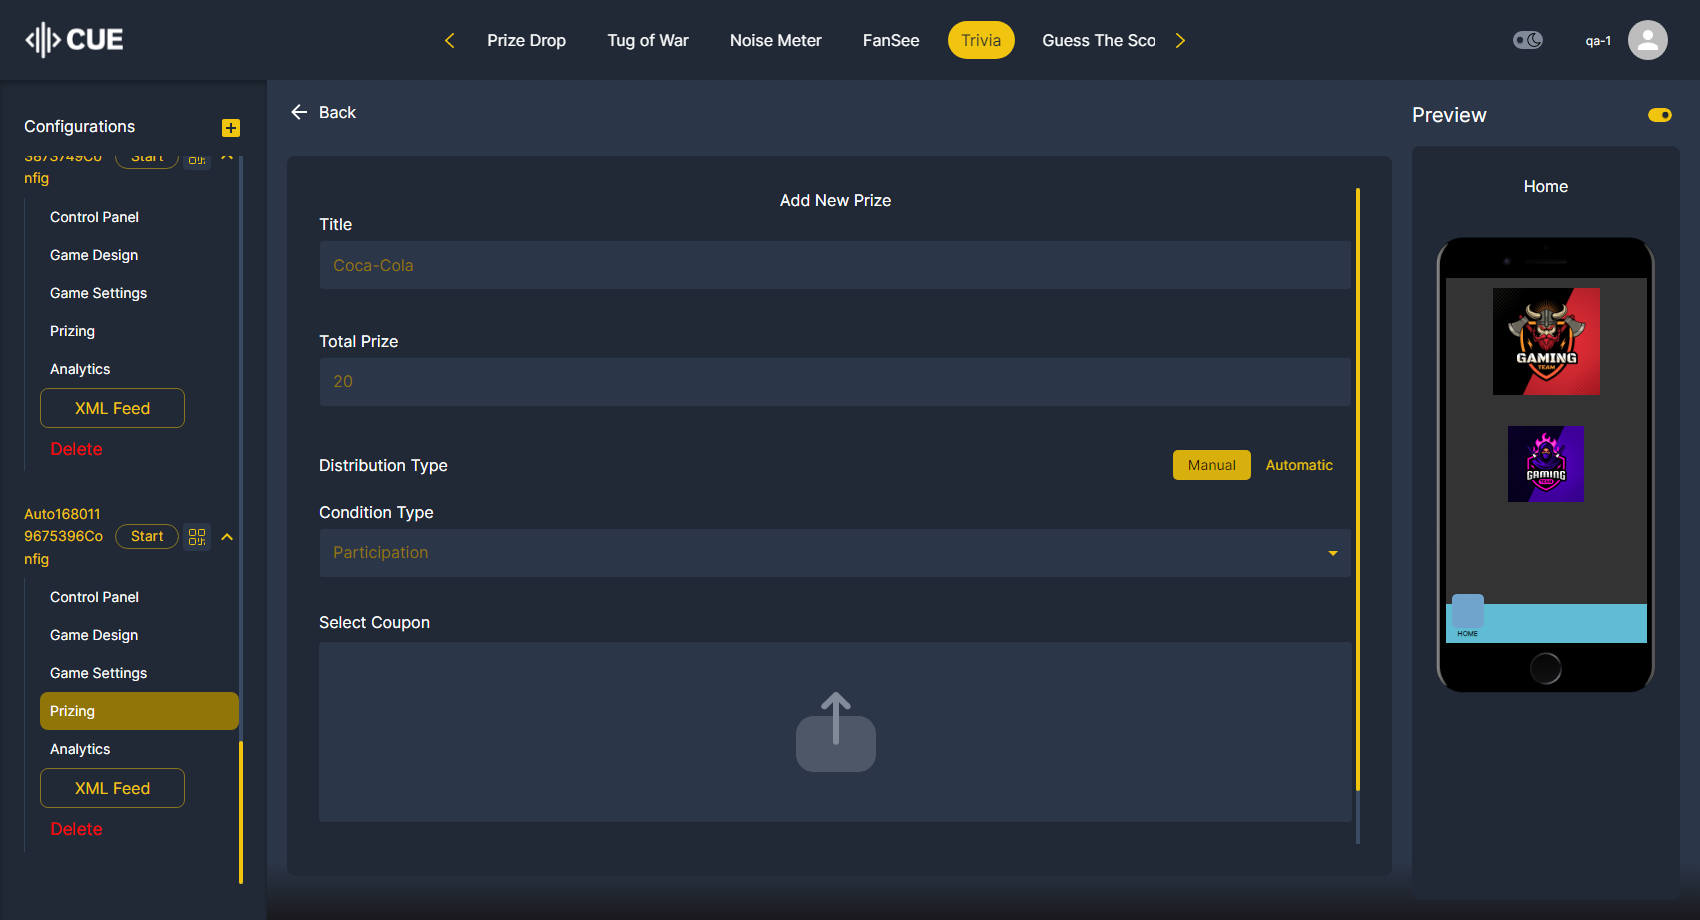 CUE
Prize Drop
Tug of War
Noise Meter
FanSee
Trivia
Guess The Sco
qa-1
Configurations
3873749Co
nfig
Start
Control Panel
Game Design
Game Settings
Prizing
Analytics
XML Feed
Delete
Auto168011
9675396Co
nfig
Start
Control Panel
Game Design
Game Settings
Prizing
Analytics
XML Feed
Delete
Back
Add New Prize
Title
Coca-Cola
Total Prize
20
Distribution Type
Manual
Automatic
Condition Type
Participation
Select Coupon
Preview
Home
GAMING
TEAM
GAMING
TEAM
HOME